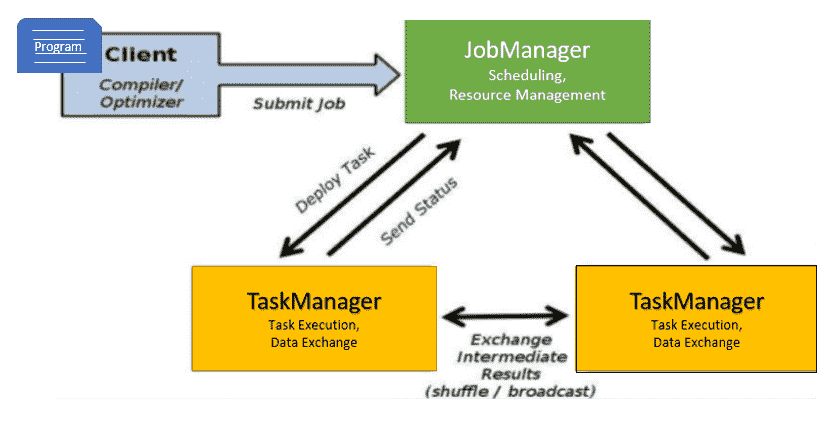 Program
Client
Compiler/
Optimizer
Submit Job
JobManager
Scheduling,
Resource Management
Deploy Task
Send Status
TaskManager
Task Execution,
Data Exchange
Exchange
Intermediate
Results
(shuffle / broadcast)
TaskManager
Task Execution,
Data Exchange